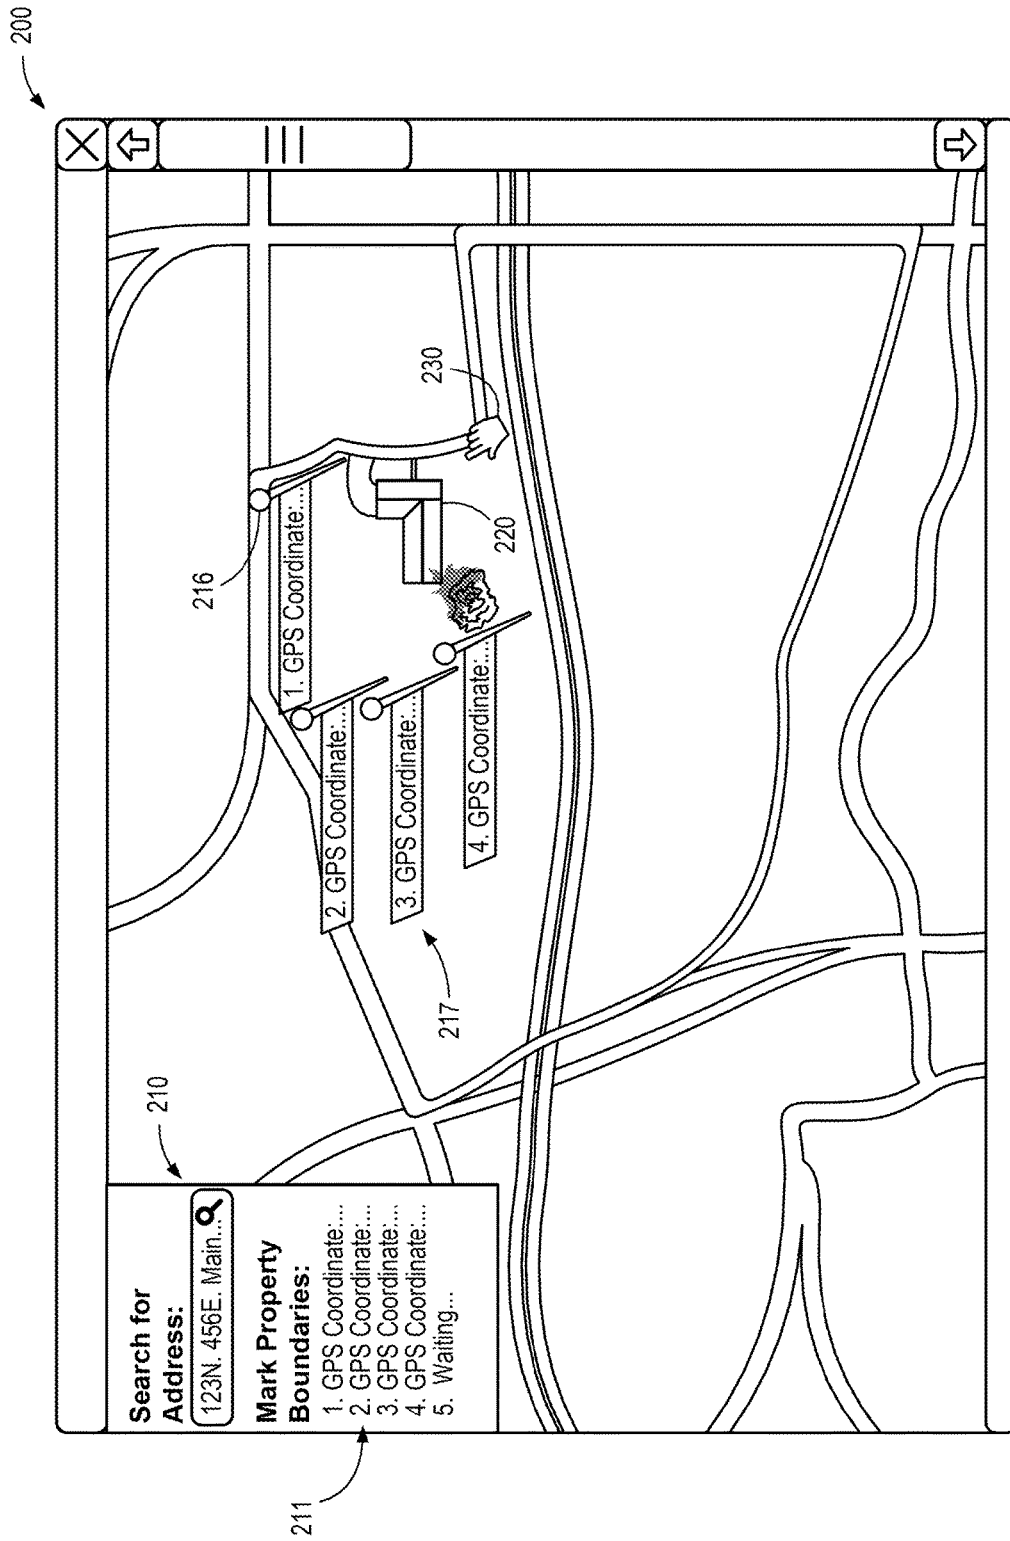 200
210
Search for
Address:
123N. 456E. Main...
Mark Property
Boundaries:
1. GPS Coordinate:...
2. GPS Coordinate:...
3. GPS Coordinate:...
4. GPS Coordinate:...
5. Waiting...
211
216
1. GPS Coordinate:...
2. GPS Coordinate:...
3. GPS Coordinate:...
4. GPS Coordinate:...
217
220
230